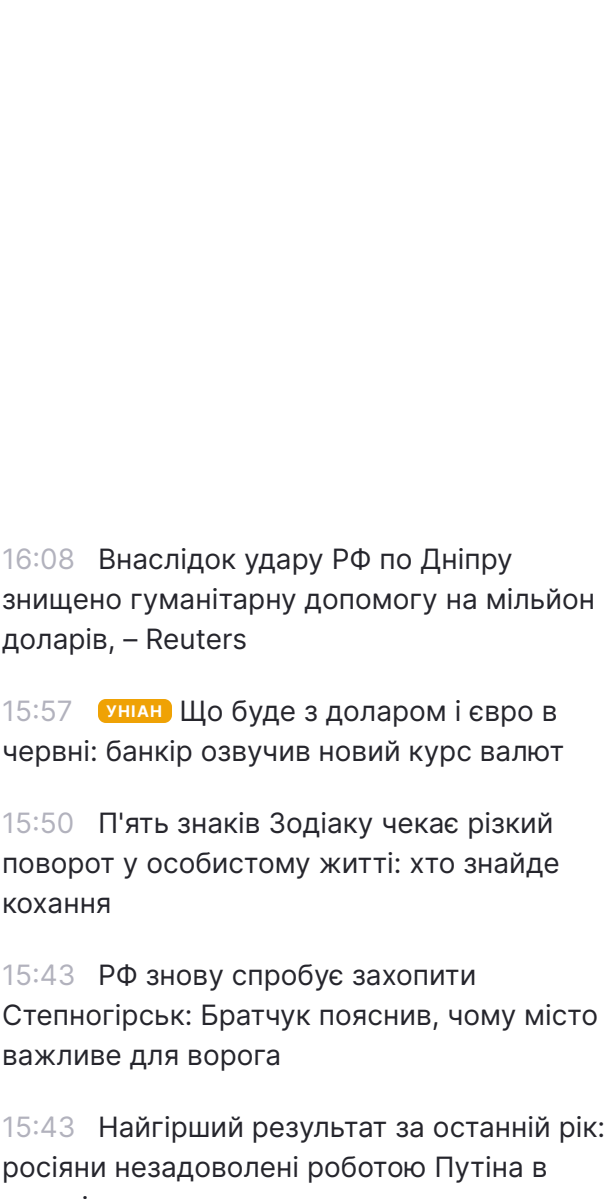 16:08 Внаслідок удару РФ по Дніпру
знищено гуманітарну допомогу на мільйон
доларів, – Reuters
15:57 УНІАН Що буде з доларом і євро в
червні: банкір озвучив новий курс валют
15:50 П'ять знаків Зодіаку чекає різкий
поворот у особистому житті: хто знайде
кохання
15:43 РФ знову спробує захопити
Степногірськ: Братчук пояснив, чому місто
важливе для ворога
15:43 Найгірший результат за останній рік:
росіяни незадоволені роботою Путіна в